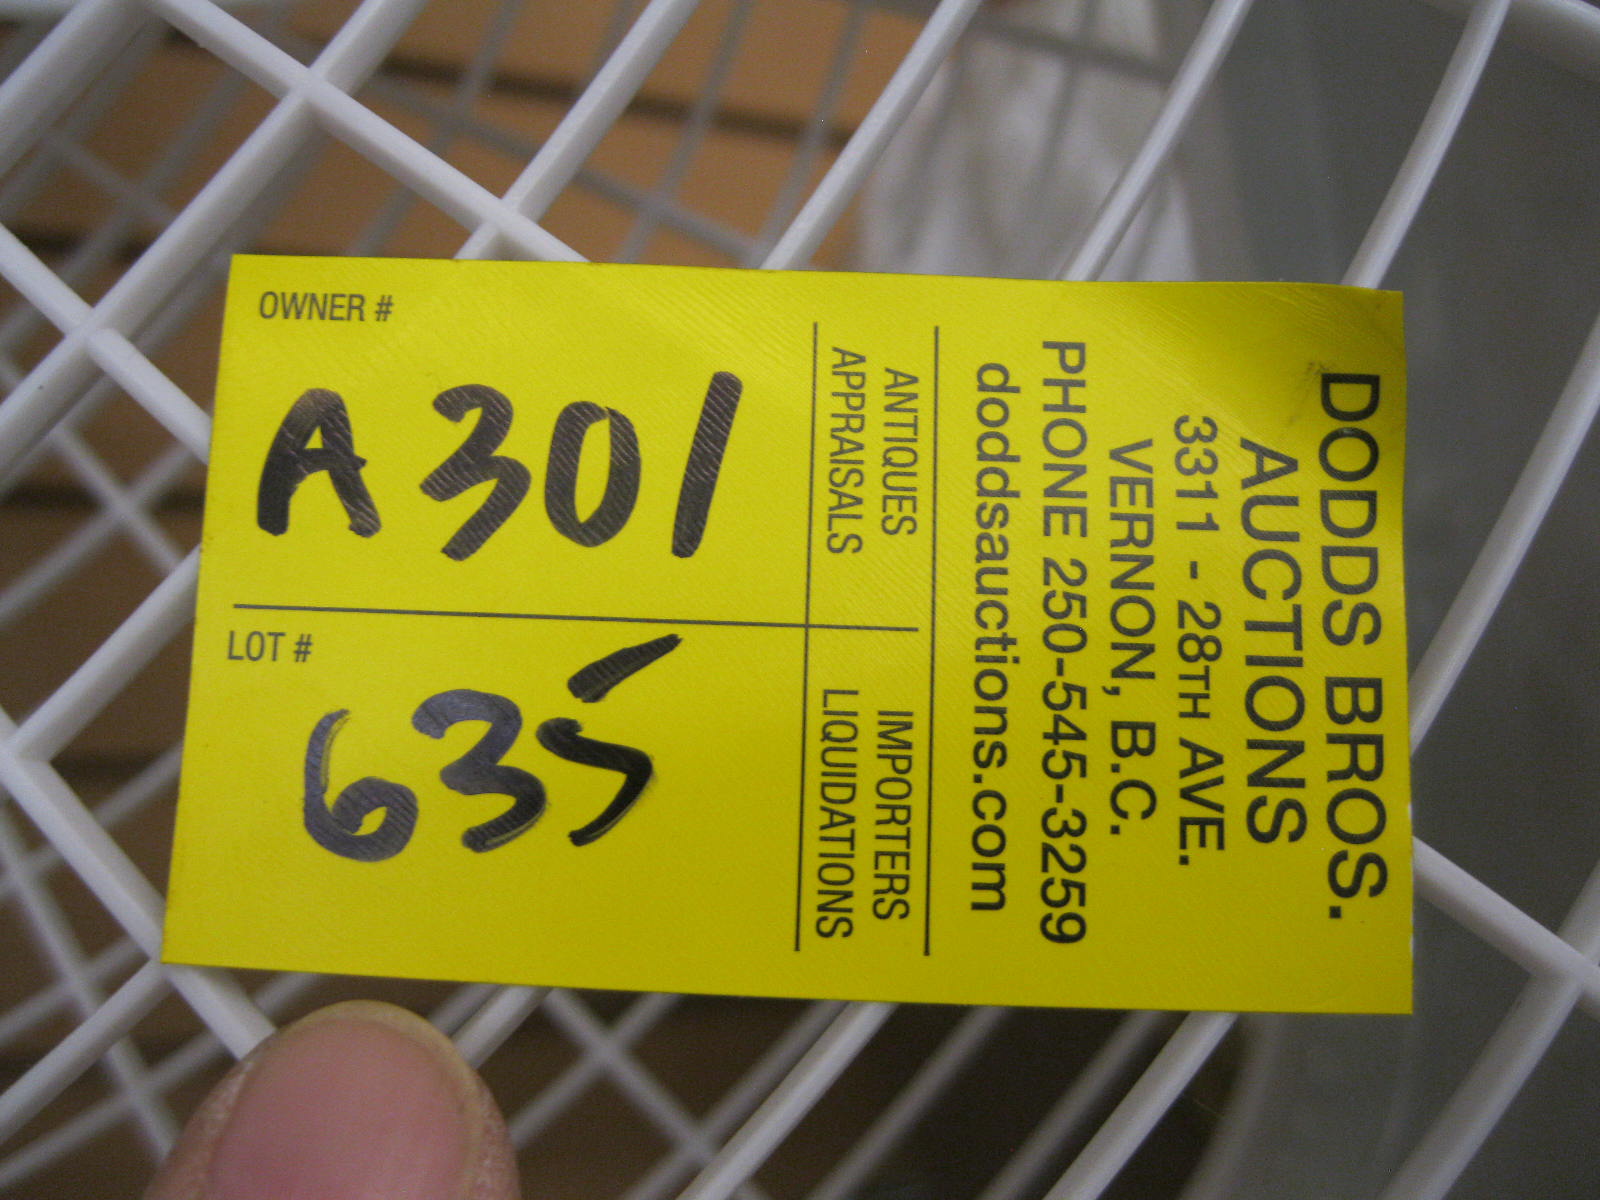 DODDS BROS.
AUCTIONS
3311 - 28TH AVE.
VERNON, B.C.
PHONE 250-545-3259
doddsauctions.com
ANTIQUES
APPRAISALS
IMPORTERS
LIQUIDATIONS
OWNER #
A301
LOT #
635